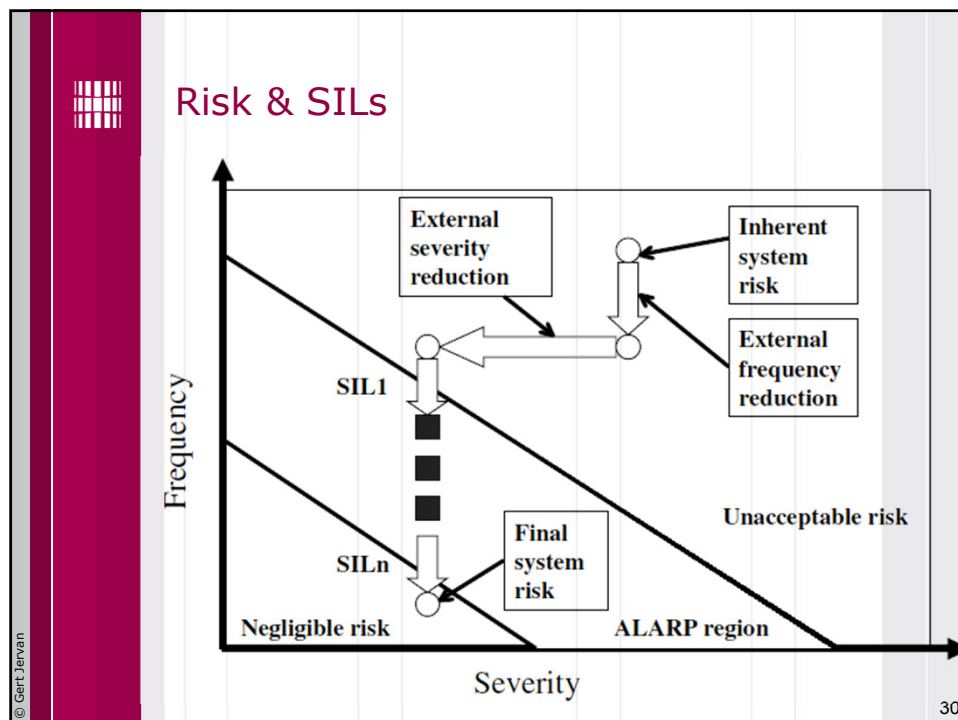 Risk & SILs
External
severity
reduction
Inherent
system
risk
External
frequency
reduction
SIL1
Frequency
Unacceptable risk
Final
system
risk
SILn
Negligible risk
ALARP region
Severity
© Gert Jervan
30